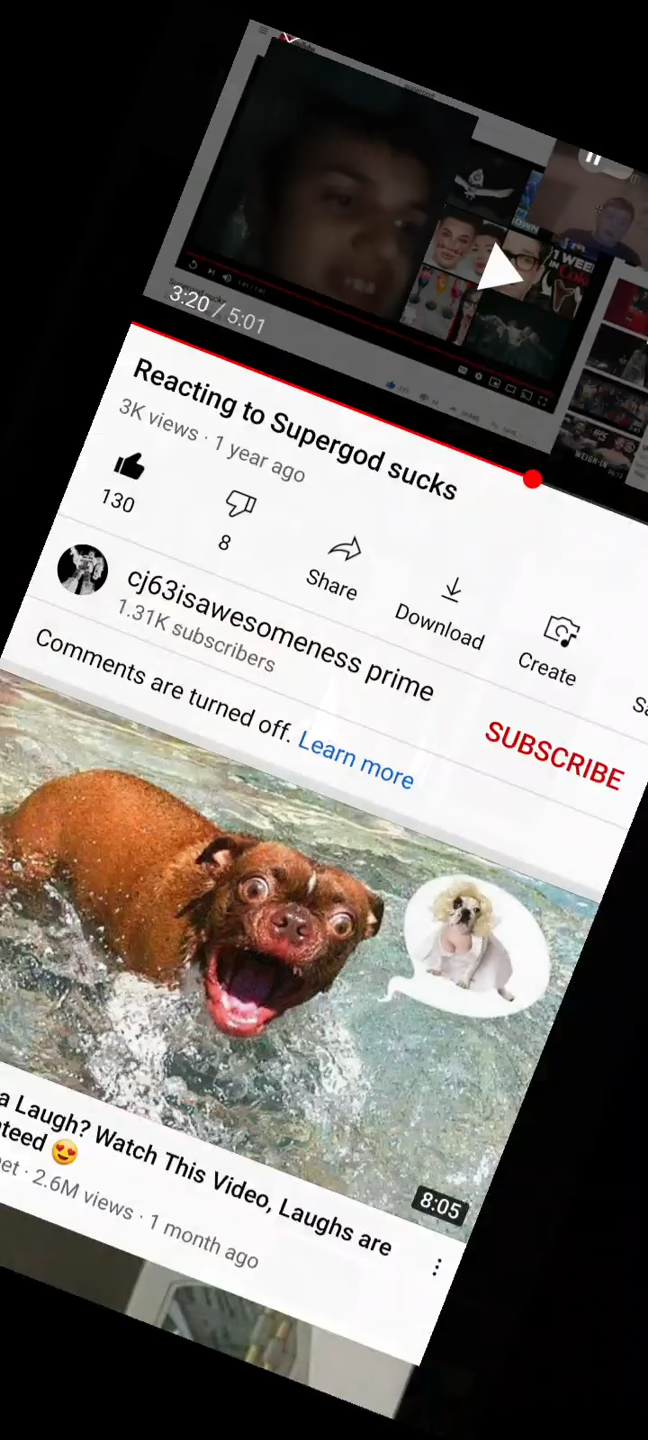 3:20 / 5:01
Reacting to Supergod sucks
3K views · 1 year ago
130
8
Share
Download
Create
cj63isawesomeness prime
1.31K subscribers
SUBSCRIBE
Comments are turned off. Learn more
a Laugh? Watch This Video, Laughs are
😍
· 2.6M views · 1 month ago
8:05